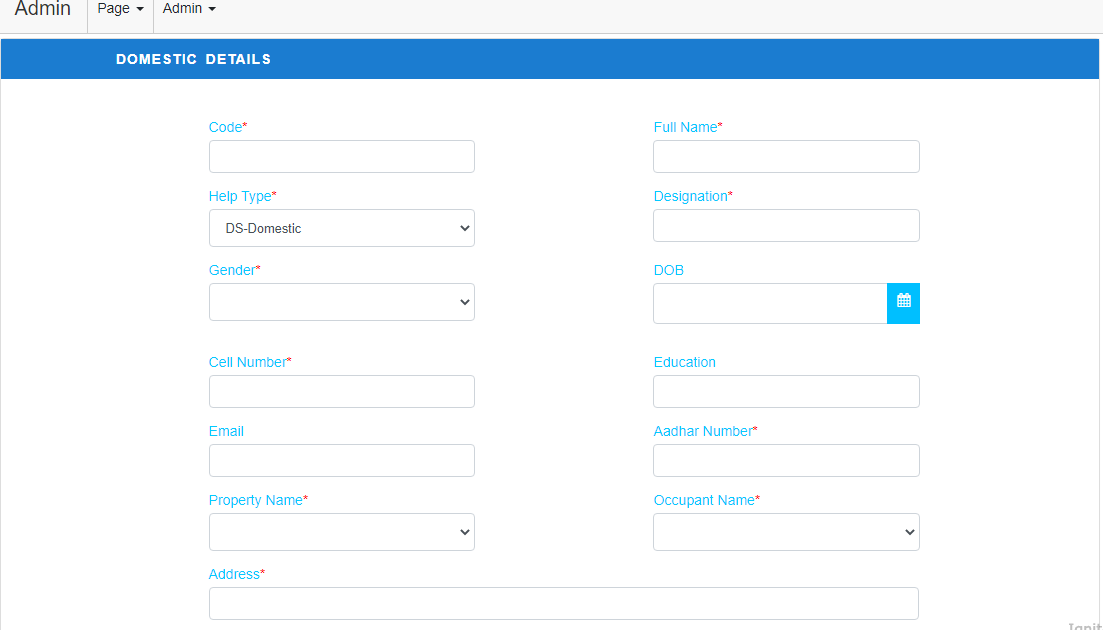 Admin Page Admin
DOMESTIC DETAILS
Code* Full Name*
Help Type* Designation*
DS-Domestic
Gender* DOB
Cell Number* Education
Email Aadhar Number*
Property Name* Occupant Name*
Address*